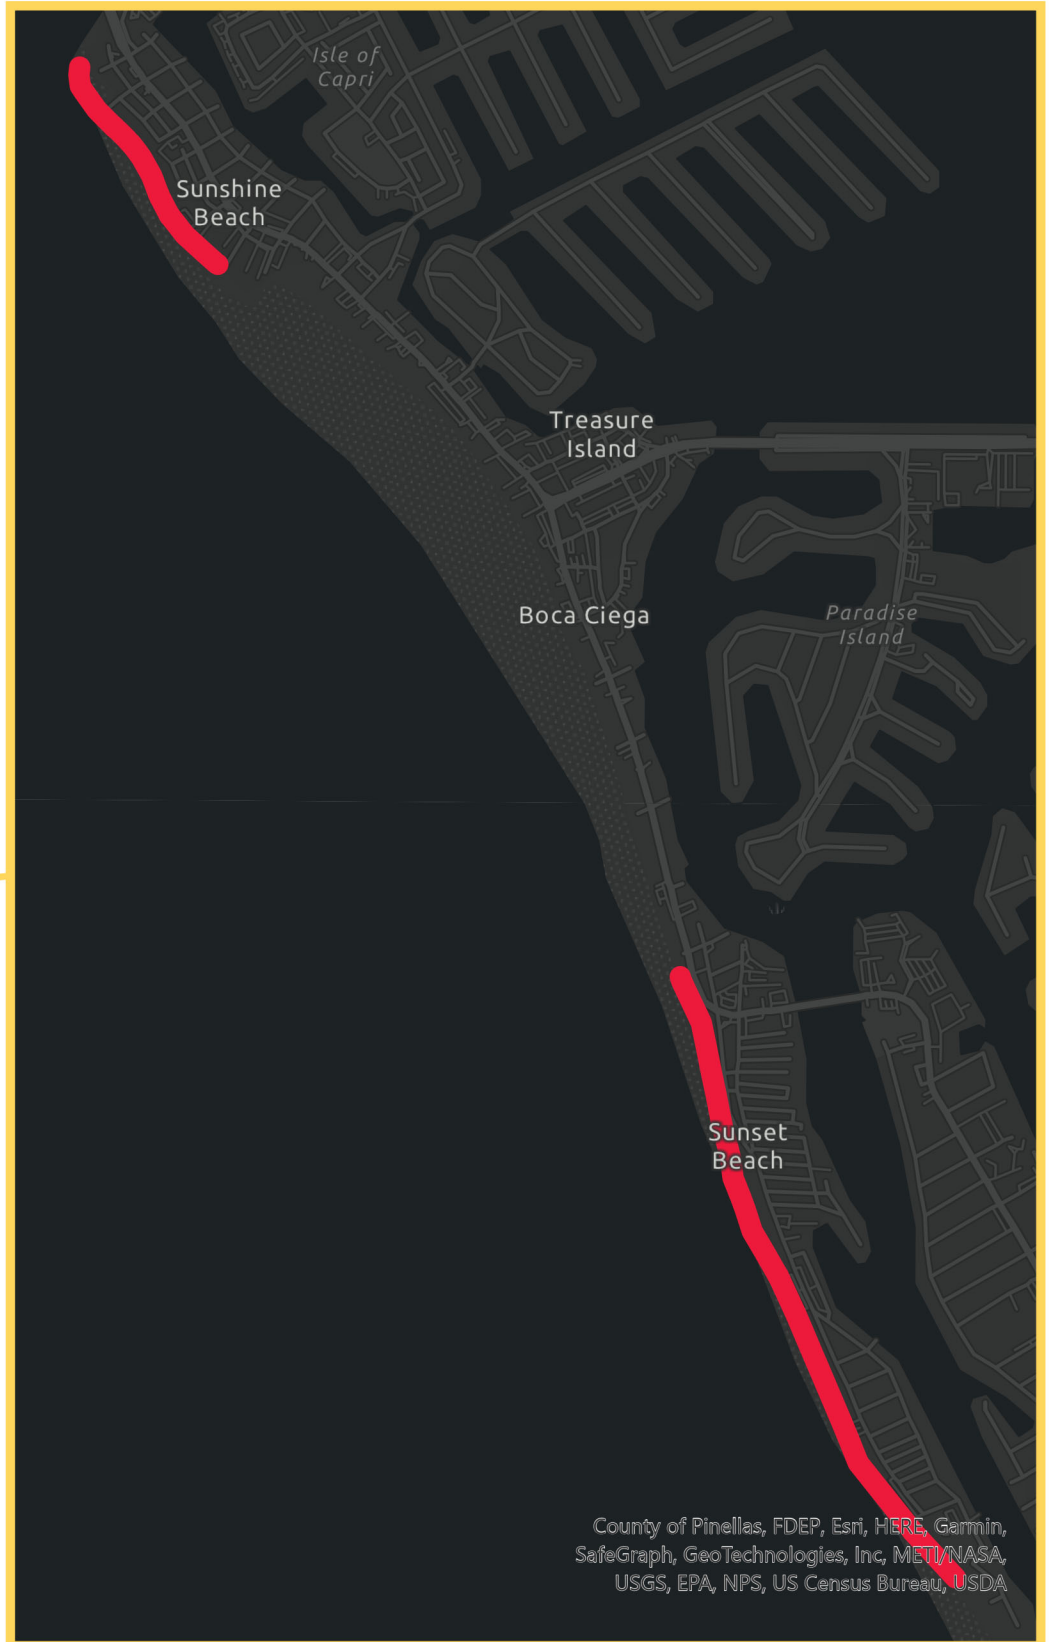 Isle of
Capri
Sunshine
Beach
Treasure
Island
Boca Ciega
Paradise
Island
Sunset
Beach
County of Pinellas, FDEP, Esri, HERE, Garmin,
SafeGraph, GeoTechnologies, Inc, METI/NASA,
USGS, EPA, NPS, US Census Bureau, USDA